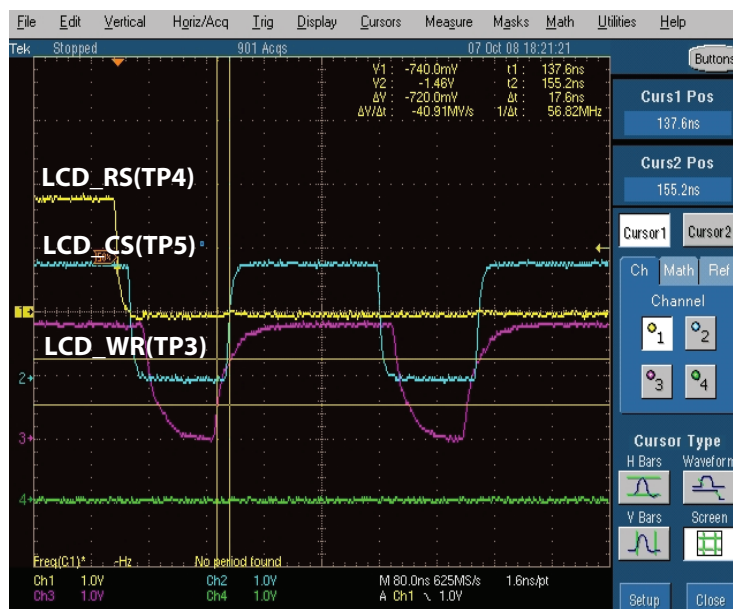 File Edit Vertical Horiz/Acq Trig Display Cursors Measure Masks Math Utilities Help
Tek Stopped 901 Acqs 07 Oct 08 18:21:21
Buttons
V1 : -740.0mV t1 : 137.6ns
V2 : -1.46V t2 : 155.2ns
ΔV : -720.0mV Δt : 17.6ns
ΔV/Δt : -40.91MV/s 1/Δt : 56.82MHz
Curs1 Pos
137.6ns
Curs2 Pos
155.2ns
Cursor1 Cursor2
Ch Math Ref
Channel
1 2
3 4
LCD_RS(TP4)
LCD_CS(TP5)
50%
1
LCD_WR(TP3)
2
3
4
Cursor Type
H Bars Waveform
V Bars Screen
Setup Close
Freq(C1)* -Hz No period found
Ch1 1.0V Ch2 1.0V M 80.0ns 625MS/s 1.6ns/pt
Ch3 1.0V Ch4 1.0V A Ch1 \ 1.0V